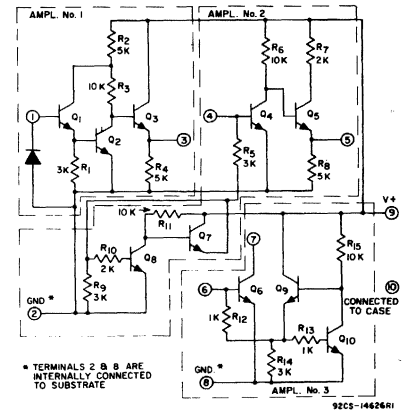 AMPL. No. 1
AMPL. No. 2
R2
5K
R6
10K
R7
2K
10K
R3
1
Q1
Q2
Q3
4
Q4
Q5
3
5
3K
R1
R4
5K
R5
3K
R8
5K
10K
R11
V+
9
Q7
7
R15
10K
R10
2K
Q8
10
CONNECTED
TO CASE
R9
3K
6
Q6
Q9
GND *
2
R12
1K
R13
1K
Q10
R14
3K
* TERMINALS 2 & 8 ARE
INTERNALLY CONNECTED
TO SUBSTRATE
GND *
8
AMPL. No. 3
92CS-14626R1